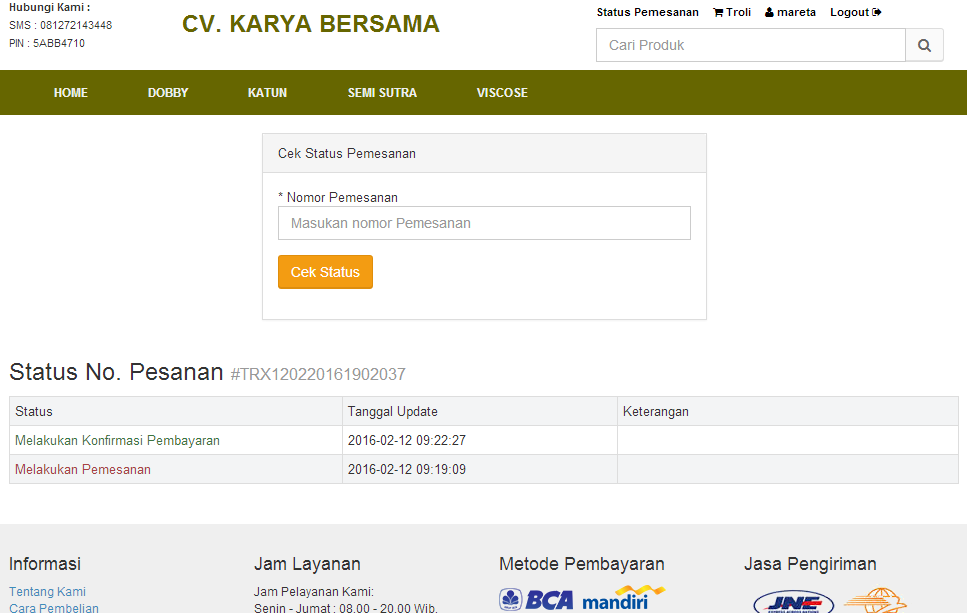 Hubungi Kami :
SMS : 081272143448
PIN : 5ABB4710
CV. KARYA BERSAMA
Status Pemesanan Troli mareta Logout
Cari Produk
HOME DOBBY KATUN SEMI SUTRA VISCOSE
Cek Status Pemesanan
* Nomor Pemesanan
Masukan nomor Pemesanan
Cek Status
Status No. Pesanan #TRX120220161902037
Status Tanggal Update Keterangan
Melakukan Konfirmasi Pembayaran 2016-02-12 09:22:27
Melakukan Pemesanan 2016-02-12 09:19:09
Informasi Jam Layanan Metode Pembayaran Jasa Pengiriman
Tentang Kami Jam Pelayanan Kami:
Cara Pembelian Senin - Jumat : 08.00 - 20.00 Wib.
BCA mandiri JNE